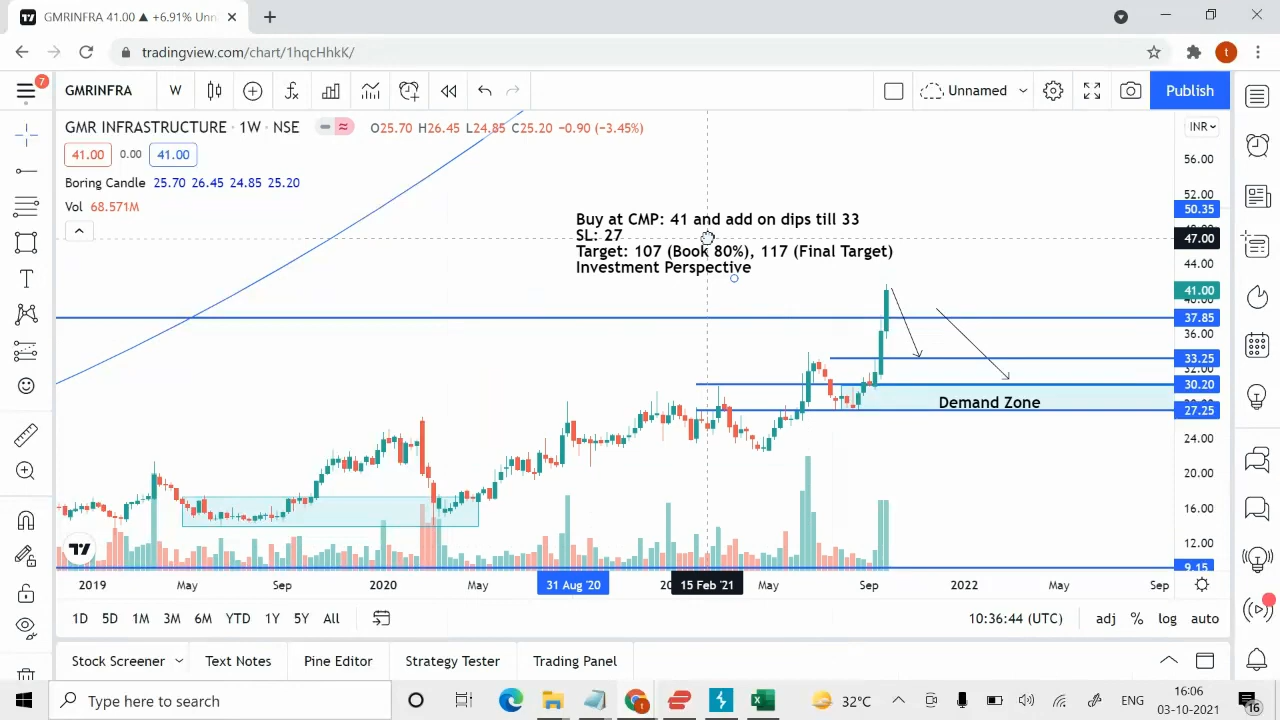 GMRINFRA 41.00 ▲ +6.91% Unn
tradingview.com/chart/1hqcHhkK/
t
7
GMRINFRA
W
Unnamed
Publish
GMR INFRASTRUCTURE · 1W · NSE
O25.70 H26.45 L24.85 C25.20 −0.90 (−3.45%)
INR
41.00 0.00 41.00
Boring Candle 25.70 26.45 24.85 25.20
Vol 68.571M
Buy at CMP: 41 and add on dips till 33
SL: 27
Target: 107 (Book 80%), 117 (Final Target)
Investment Perspective
Demand Zone
56.00
52.00
50.35
47.00
44.00
41.00
37.85
36.00
33.25
32.00
30.20
27.25
24.00
20.00
16.00
12.00
9.15
2019 May Sep 2020 May 31 Aug '20 15 Feb '21 May Sep 2022 May Sep
1D 5D 1M 3M 6M YTD 1Y 5Y All
10:36:44 (UTC) adj % log auto
Stock Screener Text Notes Pine Editor Strategy Tester Trading Panel
Type here to search
32°C
ENG
16:06
03-10-2021
16